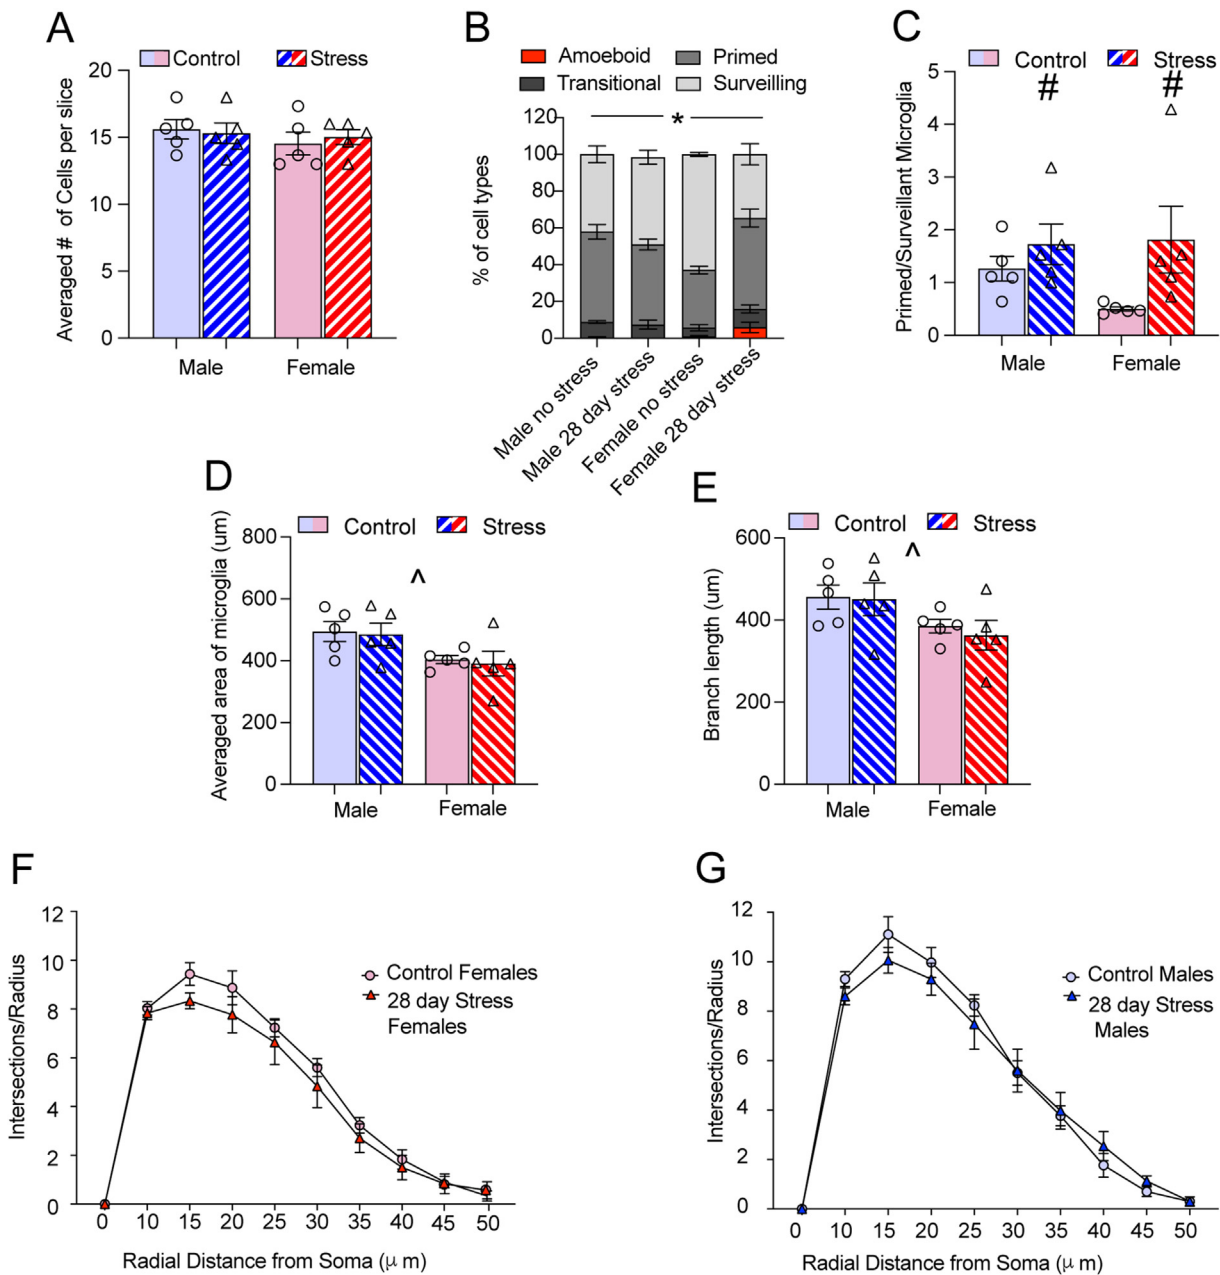 A
Control
Stress
Averaged # of Cells per slice
20
15
10
5
0
Male
Female
B
Amoeboid
Primed
Transitional
Surveilling
% of cell types
120
100
80
60
40
20
0
*
Male no stress
Male 28 day stress
Female no stress
Female 28 day stress
C
Control
Stress
Primed/Surveillant Microglia
5
4
3
2
1
0
#
#
Male
Female
D
Control
Stress
Averaged area of microglia (um)
800
600
400
200
0
^
Male
Female
E
Control
Stress
Branch length (um)
600
400
200
0
^
Male
Female
F
Intersections/Radius
12
10
8
6
4
2
0
Control Females
28 day Stress
Females
0 10 15 20 25 30 35 40 45 50
Radial Distance from Soma (μ m)
G
Intersections/Radius
12
10
8
6
4
2
0
Control Males
28 day Stress
Males
0 10 15 20 25 30 35 40 45 50
Radial Distance from Soma (μ m)